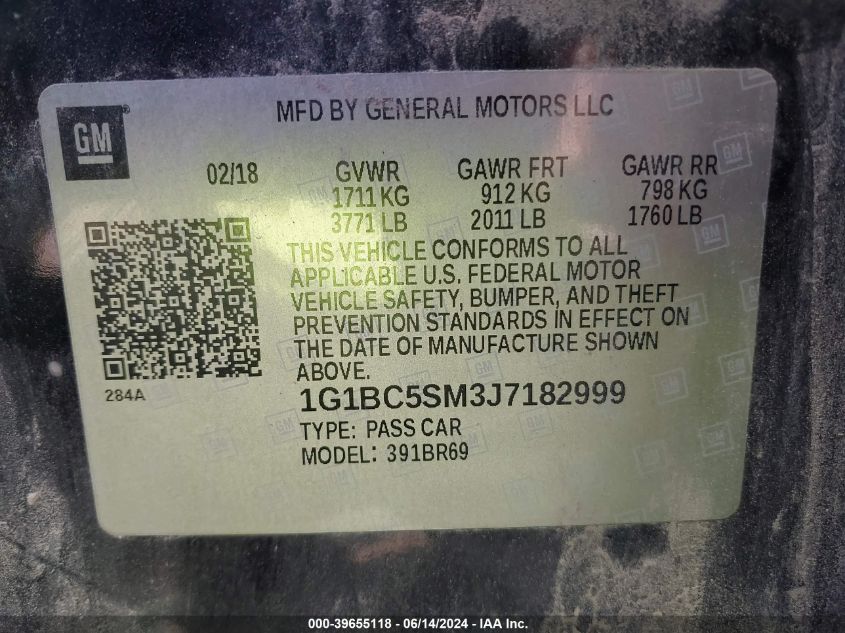 MFD BY GENERAL MOTORS LLC
GM
02/18 GVWR GAWR FRT GAWR RR
1711 KG 912 KG 798 KG
3771 LB 2011 LB 1760 LB
THIS VEHICLE CONFORMS TO ALL
APPLICABLE U.S. FEDERAL MOTOR
VEHICLE SAFETY, BUMPER, AND THEFT
PREVENTION STANDARDS IN EFFECT ON
THE DATE OF MANUFACTURE SHOWN
ABOVE.
284A
1G1BC5SM3J7182999
TYPE: PASS CAR
MODEL: 391BR69
000-39655118 - 06/14/2024 - IAA Inc.